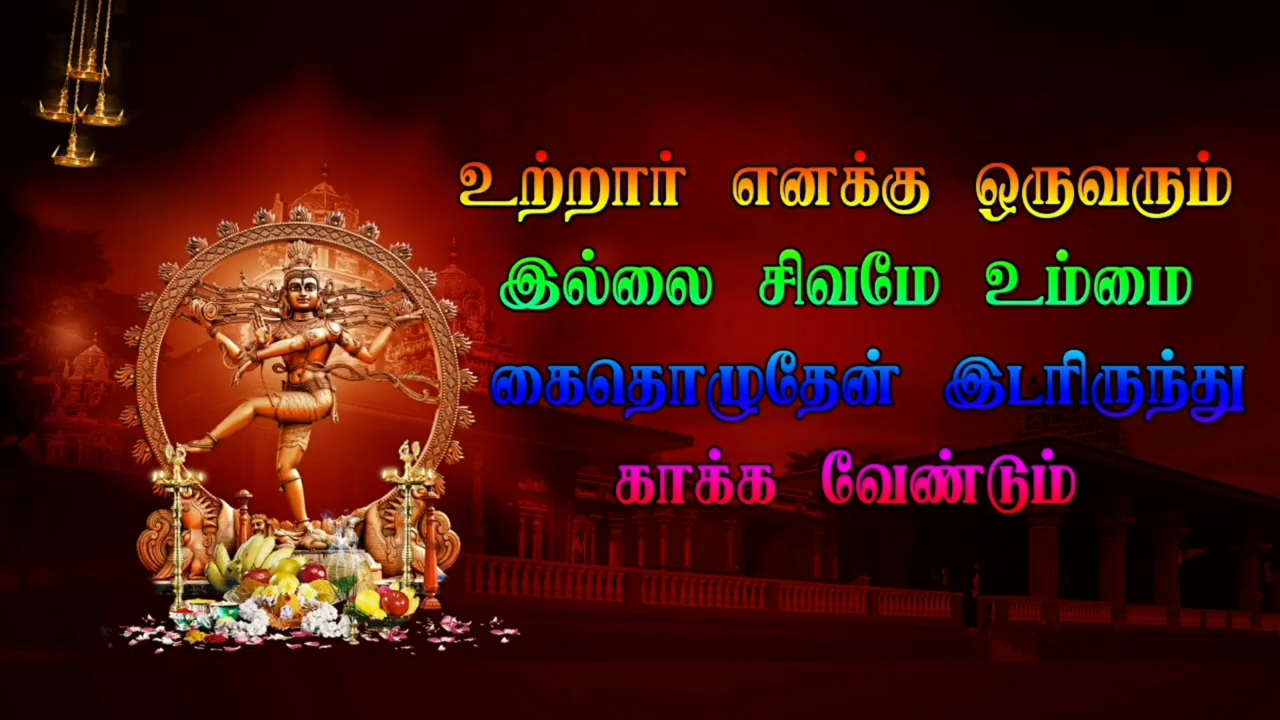 உற்றார் எனக்கு ஒருவரும்
இல்லை சிவமே உம்மை
கைதொழுதேன் இடரிருந்து
காக்க வேண்டும்